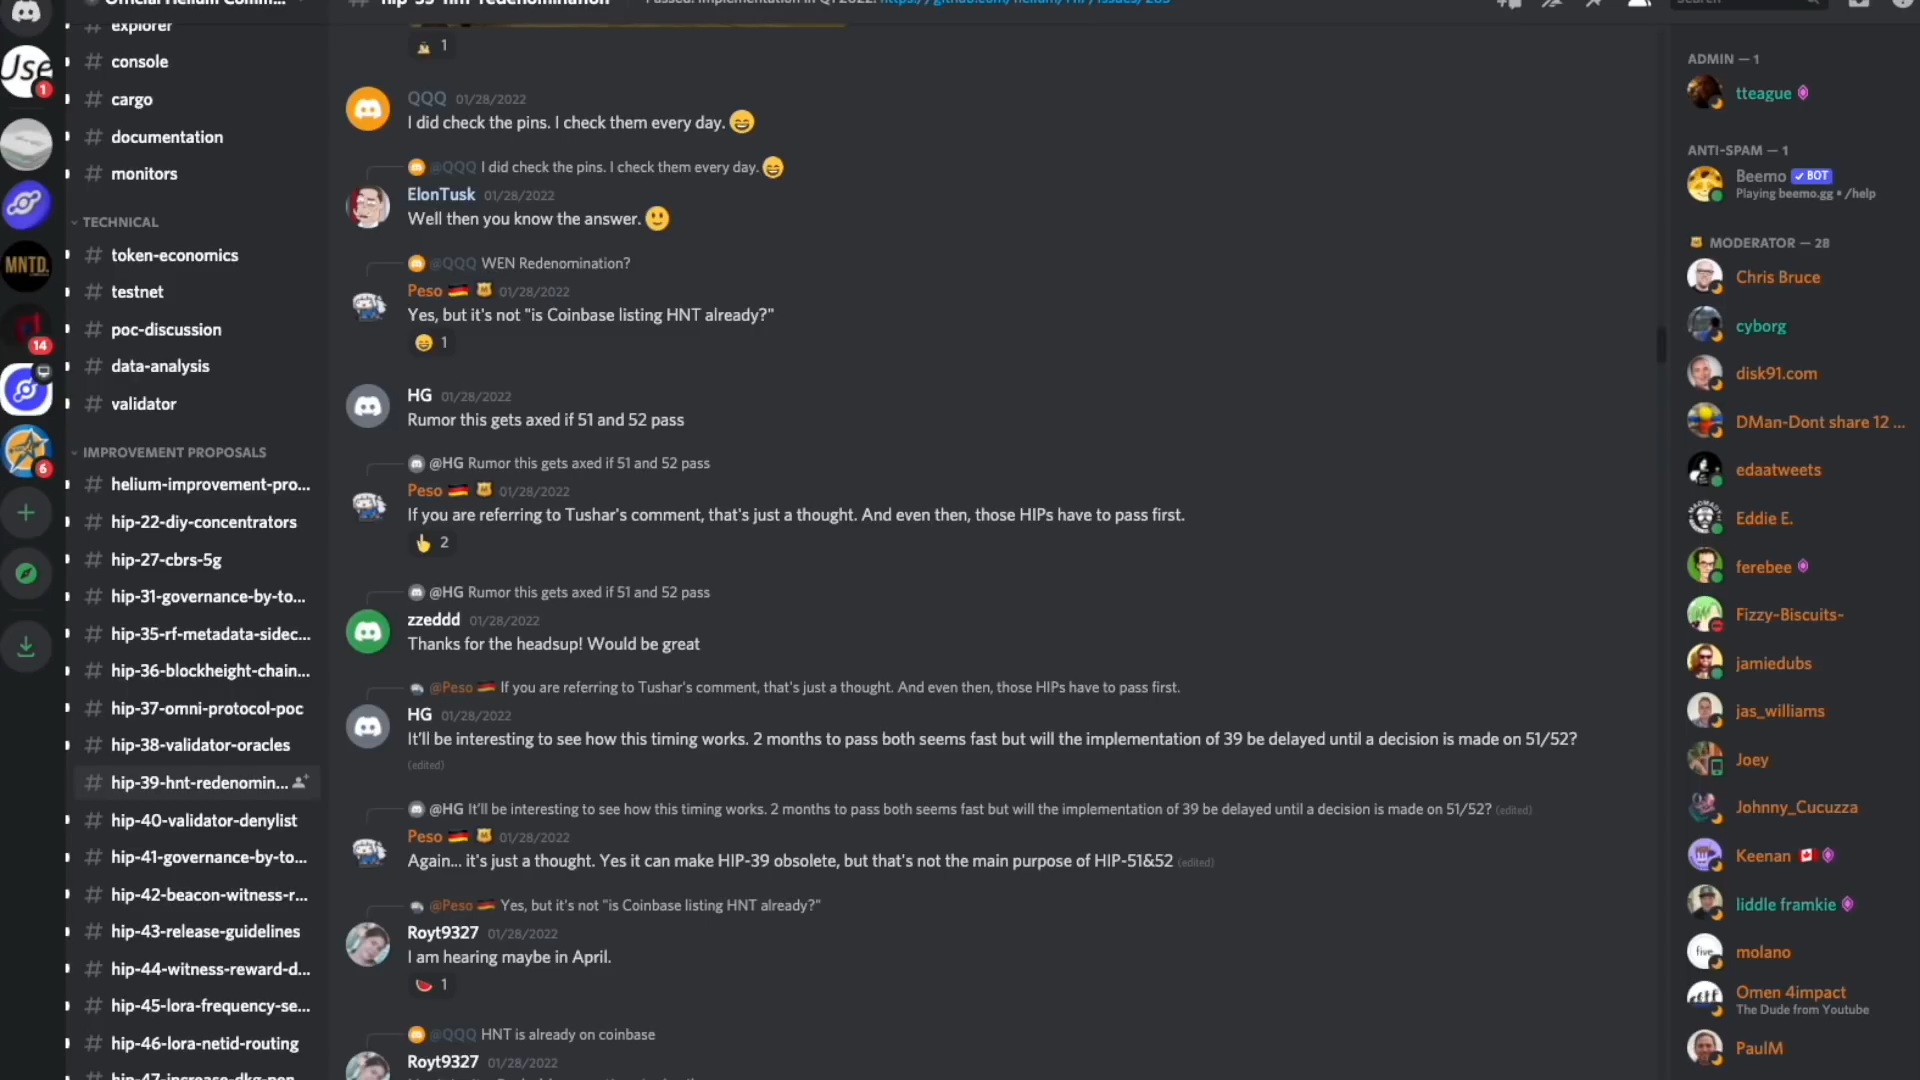 Official Helium Comm...
explorer
console
cargo
documentation
monitors
TECHNICAL
token-economics
testnet
poc-discussion
data-analysis
validator
IMPROVEMENT PROPOSALS
helium-improvement-pro...
hip-22-diy-concentrators
hip-27-cbrs-5g
hip-31-governance-by-to...
hip-35-rf-metadata-sidec...
hip-36-blockheight-chain...
hip-37-omni-protocol-poc
hip-38-validator-oracles
hip-39-hnt-redenomin...
hip-40-validator-denylist
hip-41-governance-by-to...
hip-42-beacon-witness-r...
hip-43-release-guidelines
hip-44-witness-reward-d...
hip-45-lora-frequency-se...
hip-46-lora-netid-routing
1
MNTD.
14
6
hip-39-hnt-redenomination
1
QQQ 01/28/2022
I did check the pins. I check them every day. 😄
@QQQ I did check the pins. I check them every day. 😄
ElonTusk 01/28/2022
Well then you know the answer. 🙂
@QQQ WEN Redenomination?
Peso 01/28/2022
Yes, but it's not "is Coinbase listing HNT already?"
1
HG 01/28/2022
Rumor this gets axed if 51 and 52 pass
@HG Rumor this gets axed if 51 and 52 pass
Peso 01/28/2022
If you are referring to Tushar's comment, that's just a thought. And even then, those HIPs have to pass first.
2
@HG Rumor this gets axed if 51 and 52 pass
zzeddd 01/28/2022
Thanks for the headsup! Would be great
@Peso If you are referring to Tushar's comment, that's just a thought. And even then, those HIPs have to pass first.
HG 01/28/2022
It'll be interesting to see how this timing works. 2 months to pass both seems fast but will the implementation of 39 be delayed until a decision is made on 51/52?
(edited)
@HG It'll be interesting to see how this timing works. 2 months to pass both seems fast but will the implementation of 39 be delayed until a decision is made on 51/52? (edited)
Peso 01/28/2022
Again... it's just a thought. Yes it can make HIP-39 obsolete, but that's not the main purpose of HIP-51&52 (edited)
@Peso Yes, but it's not "is Coinbase listing HNT already?"
Royt9327 01/28/2022
I am hearing maybe in April.
1
@QQQ HNT is already on coinbase
Royt9327 01/28/2022
Search
ADMIN — 1
tteague
ANTI-SPAM — 1
Beemo BOT
Playing beemo.gg • /help
MODERATOR — 28
Chris Bruce
cyborg
disk91.com
DMan-Dont share 12 ...
edaatweets
Eddie E.
ferebee
Fizzy-Biscuits-
jamiedubs
jas_williams
Joey
Johnny_Cucuzza
Keenan
liddle framkie
five
molano
Omen 4impact
The Dude from Youtube
PaulM